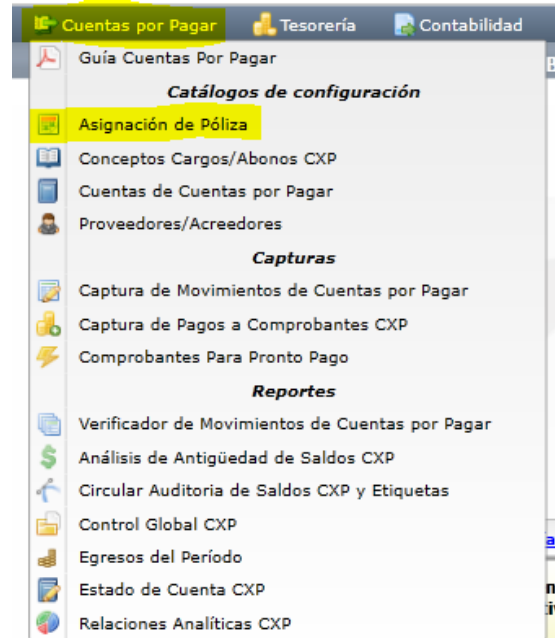 Cuentas por Pagar Tesorería Contabilidad
Guía Cuentas Por Pagar
Catálogos de configuración
Asignación de Póliza
Conceptos Cargos/Abonos CXP
Cuentas de Cuentas por Pagar
Proveedores/Acreedores
Capturas
Captura de Movimientos de Cuentas por Pagar
Captura de Pagos a Comprobantes CXP
Comprobantes Para Pronto Pago
Reportes
Verificador de Movimientos de Cuentas por Pagar
Análisis de Antigüedad de Saldos CXP
Circular Auditoria de Saldos CXP y Etiquetas
Control Global CXP
Egresos del Período
Estado de Cuenta CXP
Relaciones Analíticas CXP